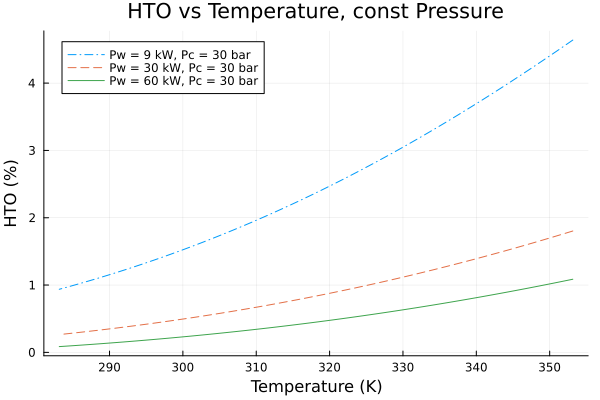 HTO vs Temperature, const Pressure
Pw = 9 kW, Pc = 30 bar
Pw = 30 kW, Pc = 30 bar
Pw = 60 kW, Pc = 30 bar
HTO (%)
4
3
2
1
0
290 300 310 320 330 340 350
Temperature (K)